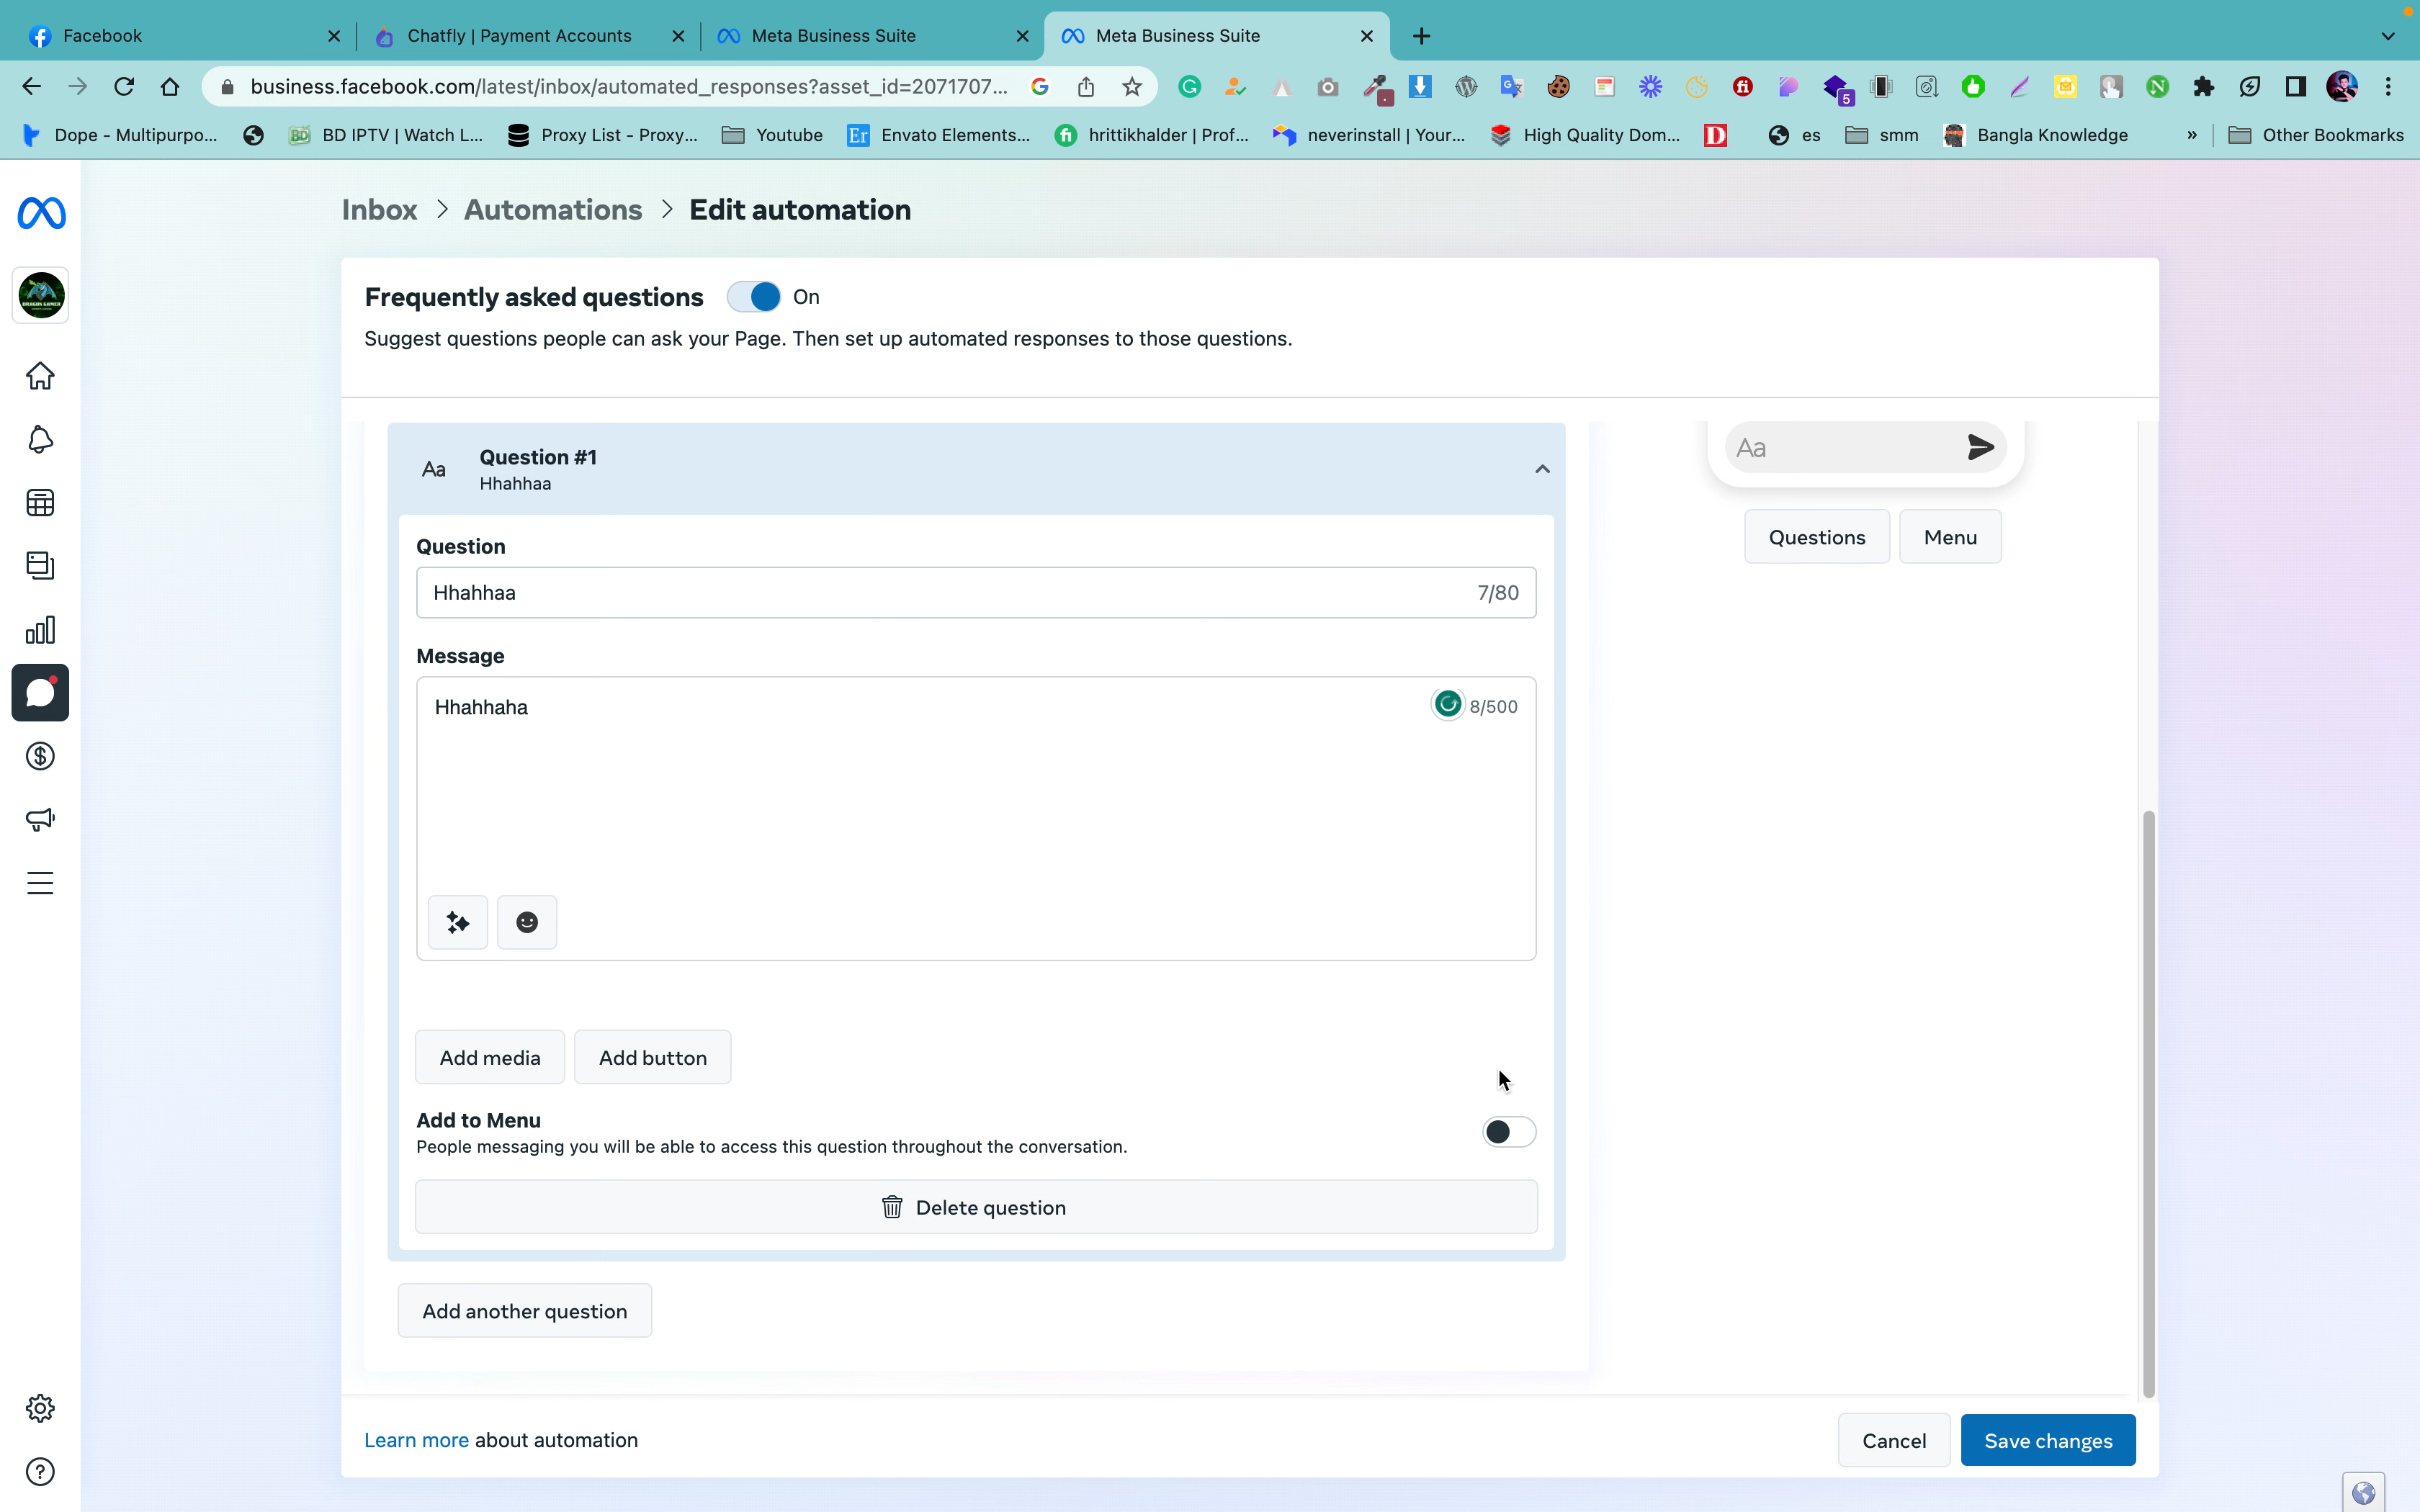 Facebook
Chatfly | Payment Accounts
Meta Business Suite
Meta Business Suite
business.facebook.com/latest/inbox/automated_responses?asset_id=2071707...
5
Dope - Multipurpo...
BD IPTV | Watch L...
Proxy List - Proxy...
Youtube
Envato Elements...
hrittikhalder | Prof...
neverinstall | Your...
High Quality Dom...
es
smm
Bangla Knowledge
»
Other Bookmarks
Inbox > Automations > Edit automation
Frequently asked questions
On
Suggest questions people can ask your Page. Then set up automated responses to those questions.
Aa
Question #1
Hhahhaa
Aa
Questions
Menu
Question
Hhahhaa
7/80
Message
Hhahhaha
8/500
Add media
Add button
Add to Menu
People messaging you will be able to access this question throughout the conversation.
Delete question
Add another question
Learn more about automation
Cancel
Save changes